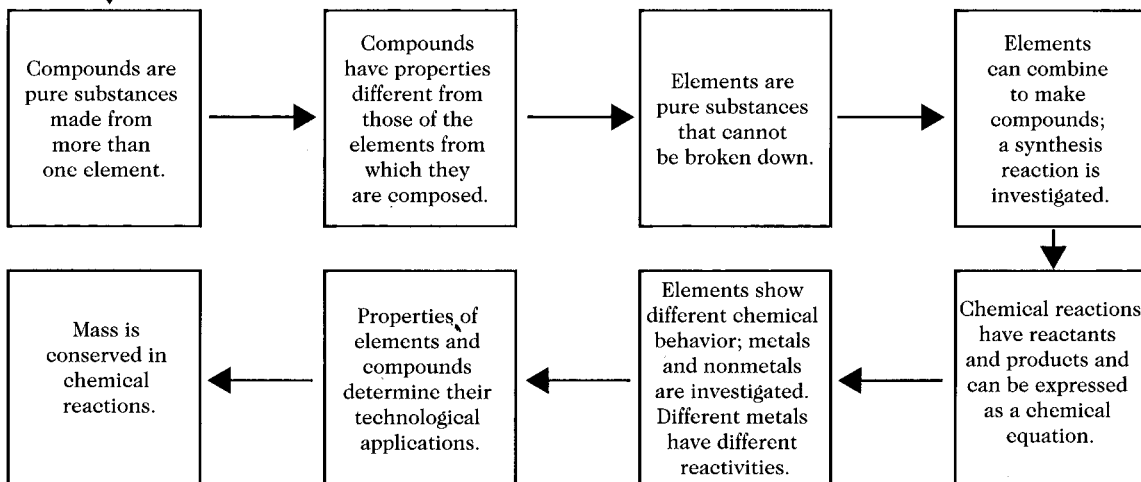 Compounds are
pure substances
made from
more than
one element.
Compounds
have properties
different from
those of the
elements from
which they
are composed.
Elements are
pure substances
that cannot
be broken down.
Elements
can combine
to make
compounds;
a synthesis
reaction is
investigated.
Chemical reactions
have reactants
and products and
can be expressed
as a chemical
equation.
Elements show
different chemical
behavior; metals
and nonmetals
are investigated.
Different metals
have different
reactivities.
Properties of
elements and
compounds
determine their
technological
applications.
Mass is
conserved in
chemical
reactions.